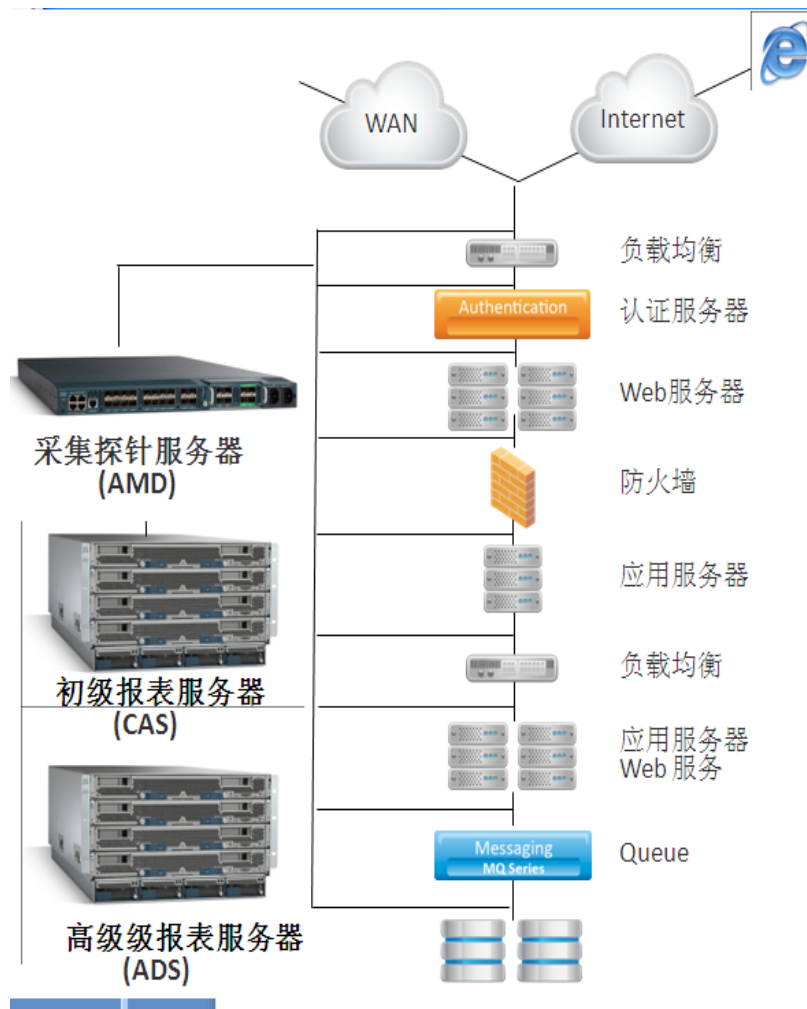 WAN
Internet
负载均衡
Authentication
认证服务器
Web服务器
采集探针服务器
(AMD)
防火墙
应用服务器
负载均衡
初级报表服务器
(CAS)
应用服务器
Web 服务
Messaging
MQ Series
Queue
高级级报表服务器
(ADS)